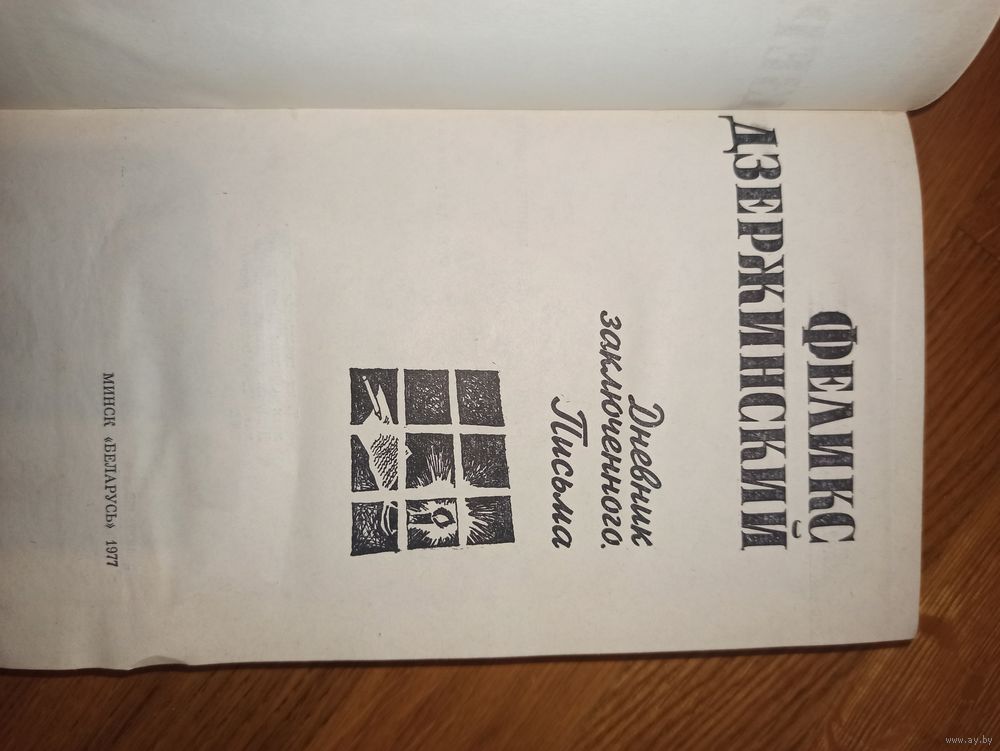 ФЕЛИКС
ДЗЕРЖИНСКИЙ
Дневник
заключенного.
Письма
МИНСК «БЕЛАРУСЬ» 1977
www.ay.by